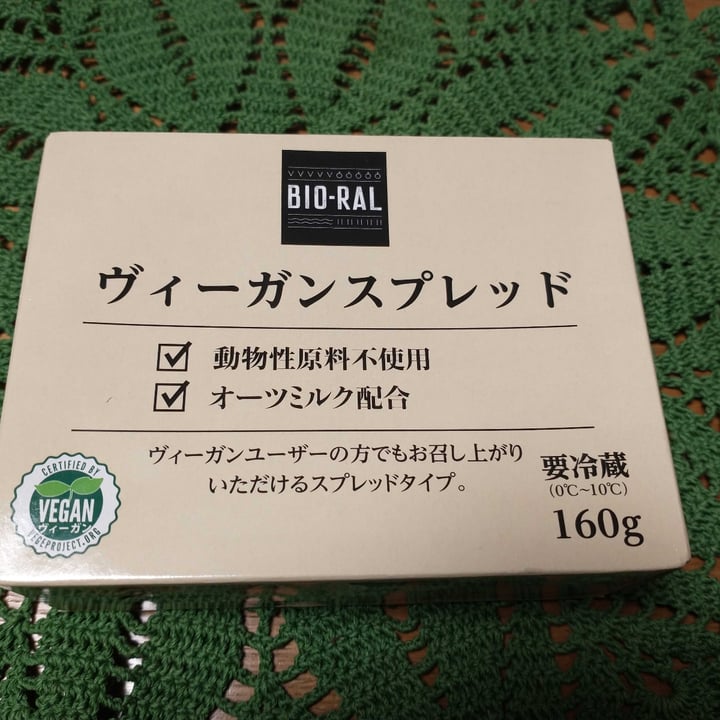 BIO-RAL
ヴィーガンスプレッド
動物性原料不使用
オーツミルク配合
ヴィーガンユーザーの方でもお召し上がり
いただけるスプレッドタイプ。
要冷蔵
(0℃~10℃)
160g
CERTIFIED BY
VEGAN
ヴィーガン
VEGEPROJECT.ORG